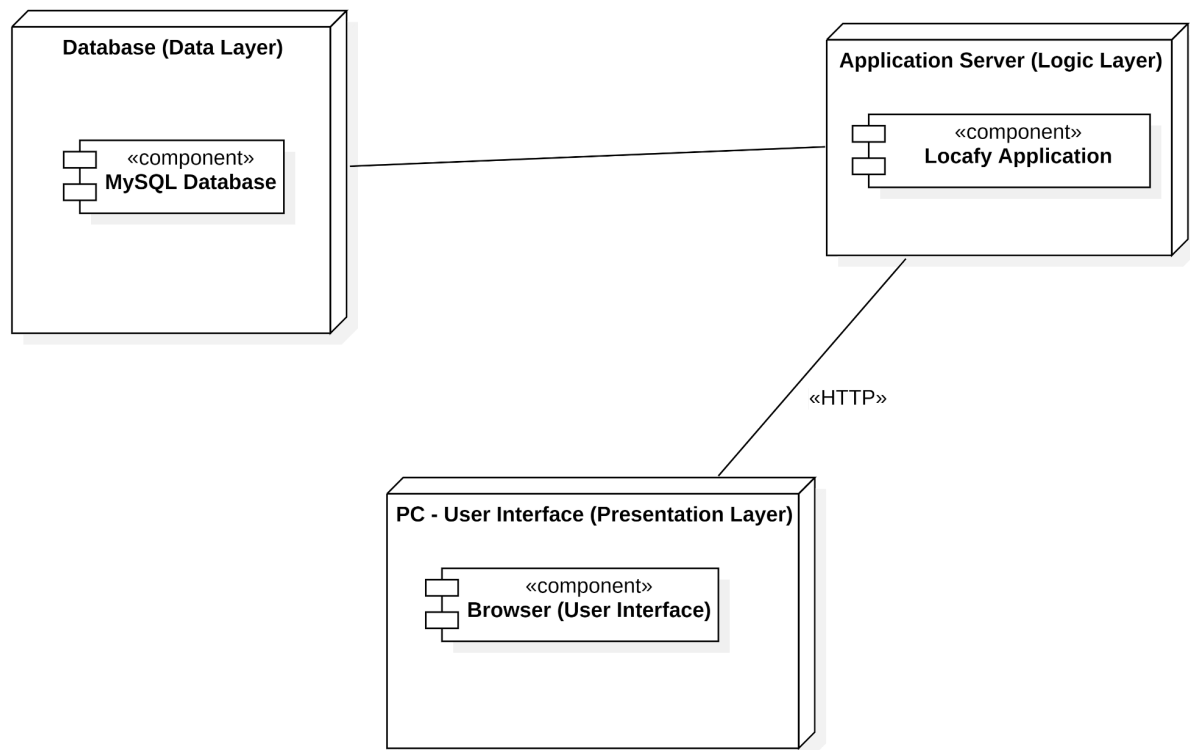 Database (Data Layer)
«component»
MySQL Database
Application Server (Logic Layer)
«component»
Locafy Application
«HTTP»
PC - User Interface (Presentation Layer)
«component»
Browser (User Interface)